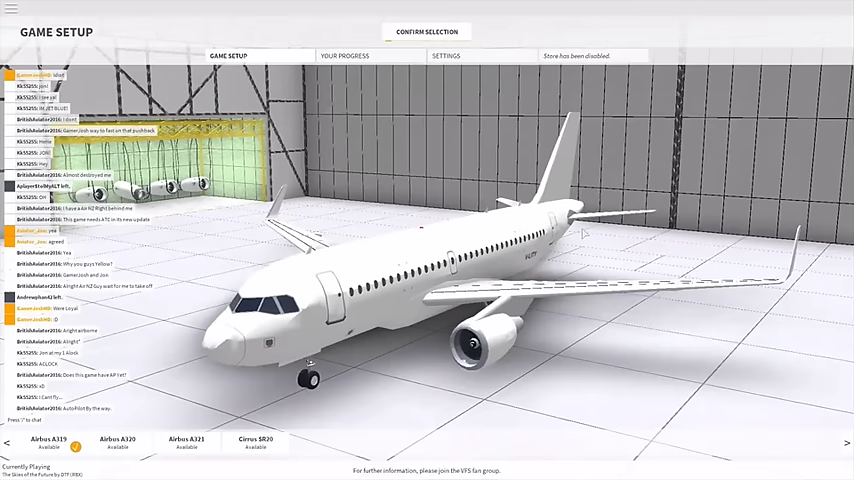 GAME SETUP
CONFIRM SELECTION
GAME SETUP
YOUR PROGRESS
SETTINGS
Store has been disabled.
GamerJoshHD: Idiot
Kk55255: Jon!
Kk55255: I see ya!
Kk55255: IM JET BLUE!
BritishAviator2016: I dont
BritishAviator2016: GamerJosh way to fast on that pushback
Kk55255: Hehe
Kk55255: JON!
Kk55255: Hey
BritishAviator2016: Almost destroyed me
left.
Kk55255: OH
BritishAviator2016: I have a Air NZ Right behind me
BritishAviator2016: This game needs ATC in its new update
Aviator_Jon: yea
Aviator_Jon: agreed
BritishAviator2016: Yea
BritishAviator2016: Why you guys Yellow?
BritishAviator2016: GamerJosh and Jon
BritishAviator2016: Alright Air NZ Guy wait for me to take off
Andrewphan42 left.
GamerJoshHD: Were Loyal
GamerJoshHD: :D
BritishAviator2016: Aright airborne
BritishAviator2016: Alright*
Kk55255: Jon at my 1 Alock
Kk55255: ACLOCK
BritishAviator2016: Does this game have AP Yet?
Kk55255: xD
Kk55255: I Cant fly...
BritishAviator2016: AutoPilot By the way.
Press '/' to chat
< Airbus A319 Airbus A320 Airbus A321 Cirrus SR20 >
Available Available Available Available
Currently Playing
The Skies of the Future by DTF (RBX)
For further information, please join the VFS fan group.